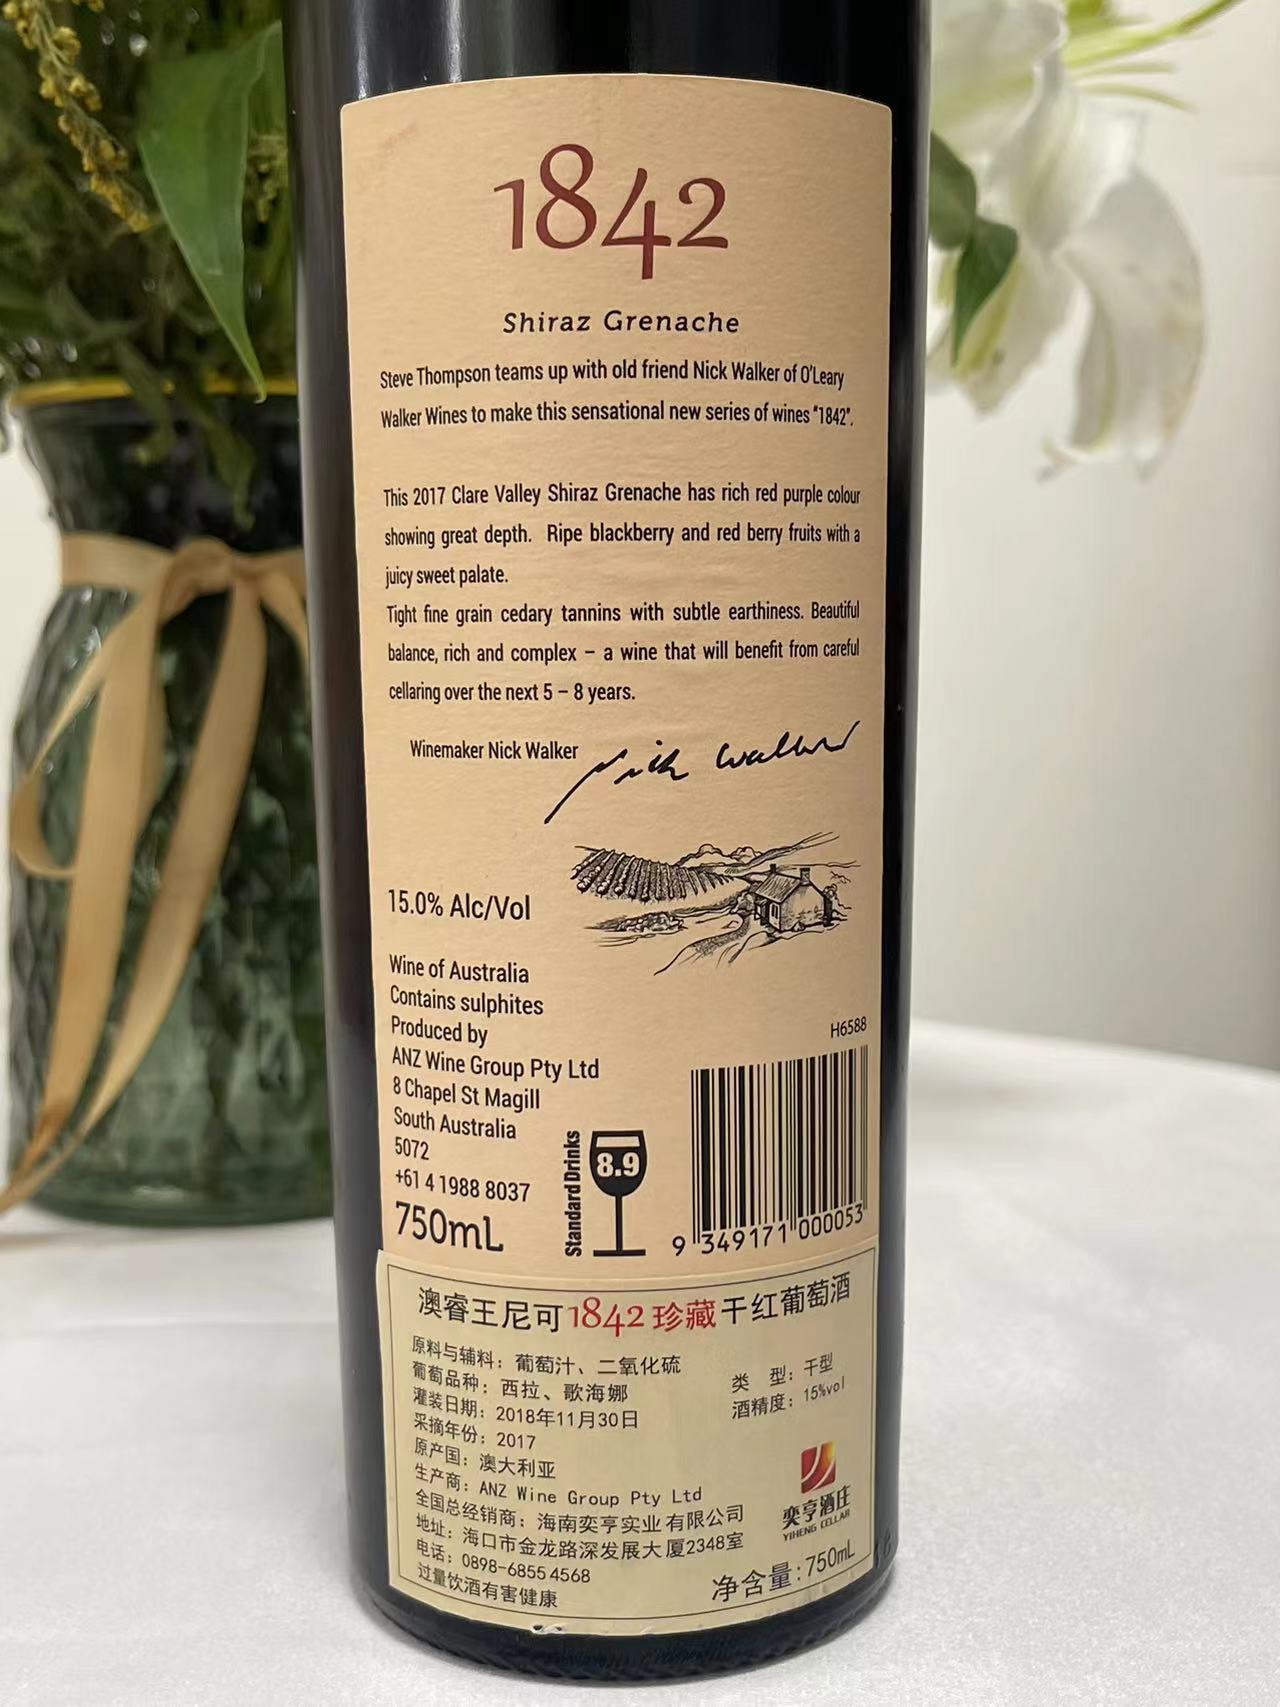 1842
Shiraz Grenache
Steve Thompson teams up with old friend Nick Walker of O'Leary
Walker Wines to make this sensational new series of wines "1842".
This 2017 Clare Valley Shiraz Grenache has rich red purple colour
showing great depth. Ripe blackberry and red berry fruits with a
juicy sweet palate.
Tight fine grain cedary tannins with subtle earthiness. Beautiful
balance, rich and complex – a wine that will benefit from careful
cellaring over the next 5 – 8 years.
Winemaker Nick Walker Nick Walker
15.0% Alc/Vol
Wine of Australia
Contains sulphites
Produced by
ANZ Wine Group Pty Ltd
8 Chapel St Magill
South Australia
5072
+61 4 1988 8037
750mL
Standard Drinks
8.9
H6588
9 349171 000053
澳睿王尼可1842珍藏干红葡萄酒
原料与辅料：葡萄汁、二氧化硫
葡萄品种：西拉、歌海娜
类 型：干型
灌装日期：2018年11月30日
酒精度：15%vol
采摘年份：2017
原产国：澳大利亚
生产商：ANZ Wine Group Pty Ltd
全国总经销商：海南奕亨实业有限公司
地址：海口市金龙路深发展大厦2348室
电话：0898-6855 4568
过量饮酒有害健康
奕亨酒庄
YIHENG CELLAR
净含量：750mL